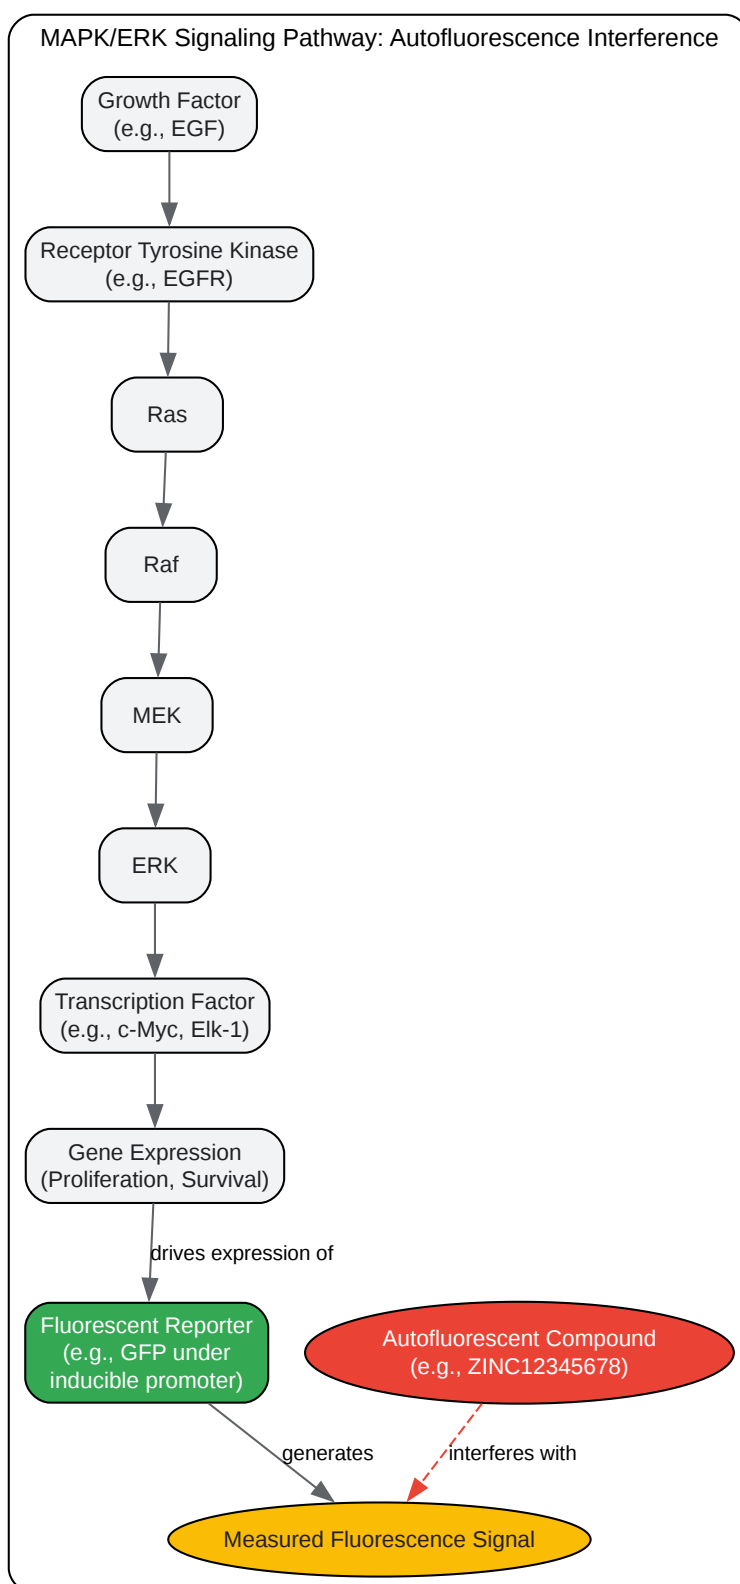 MAPK/ERK Signaling Pathway: Autofluorescence Interference
Growth Factor
(e.g., EGF)
Receptor Tyrosine Kinase
(e.g., EGFR)
Ras
Raf
MEK
ERK
Transcription Factor
(e.g., c-Myc, Elk-1)
Gene Expression
(Proliferation, Survival)
drives expression of
Fluorescent Reporter
(e.g., GFP under
inducible promoter)
Autofluorescent Compound
(e.g., ZINC12345678)
generates
interferes with
Measured Fluorescence Signal